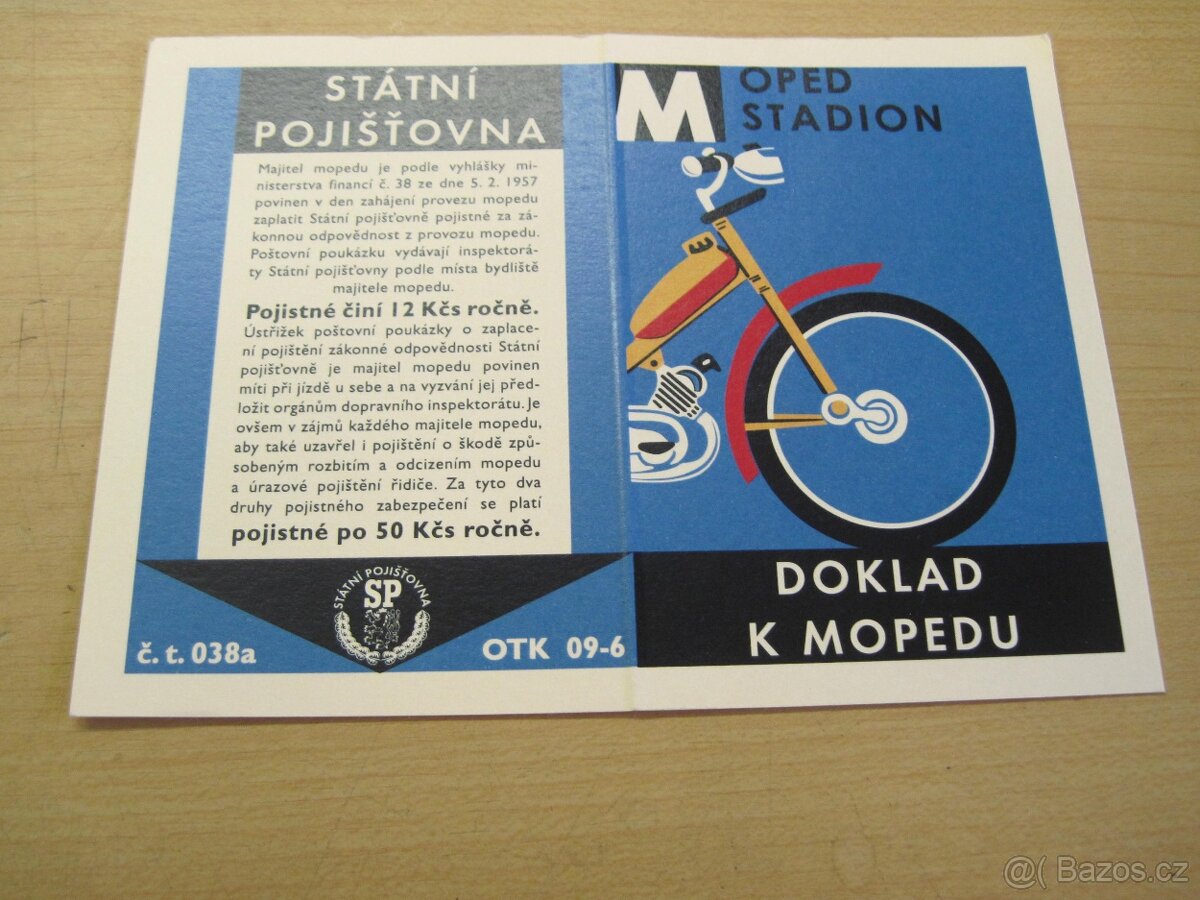 STÁTNÍ
POJIŠŤOVNA
Majitel mopedu je podle vyhlášky mi-
nisterstva financí č. 38 ze dne 5. 2. 1957
povinen v den zahájení provozu mopedu
zaplatit Státní pojišťovně pojistné za zá-
konnou odpovědnost z provozu mopedu.
Poštovní poukázku vydávají inspektorá-
ty Státní pojišťovny podle místa bydliště
majitele mopedu.
Pojistné činí 12 Kčs ročně.
Ústřižek poštovní poukázky o zaplace-
ní pojištění zákonné odpovědnosti Státní
pojišťovně je majitel mopedu povinen
míti při jízdě u sebe a na vyzvání jej před-
ložit orgánům dopravního inspektorátu. Je
ovšem v zájmů každého majitele mopedu,
aby také uzavřel i pojištění o škodě způ-
sobeným rozbitím a odcizením mopedu
a úrazové pojištění řidiče. Za tyto dva
druhy pojistného zabezpečení se platí
pojistné po 50 Kčs ročně.
STÁTNÍ POJIŠŤOVNA
SP
č. t. 038a
OTK 09-6
MOPED
STADION
DOKLAD
K MOPEDU
@( Bazos.cz